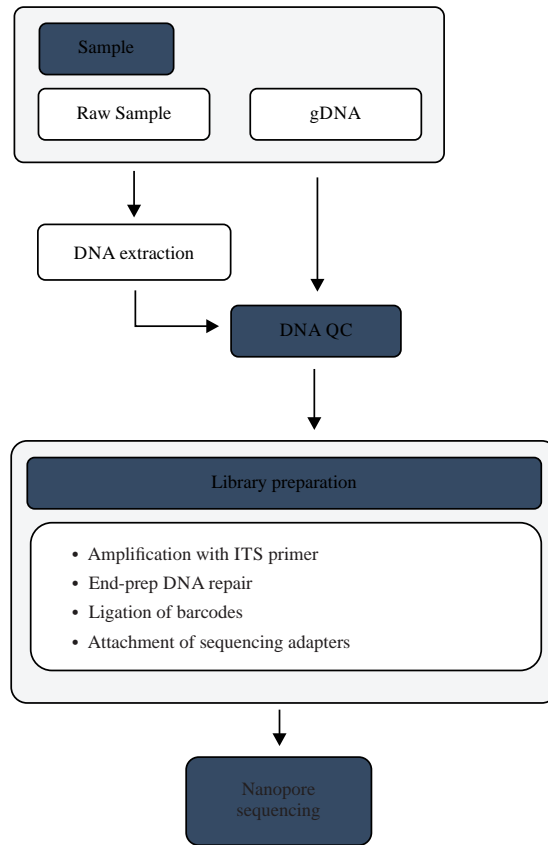 Sample
Raw Sample
gDNA
DNA extraction
DNA QC
Library preparation
• Amplification with ITS primer
• End-prep DNA repair
• Ligation of barcodes
• Attachment of sequencing adapters
Nanopore
sequencing